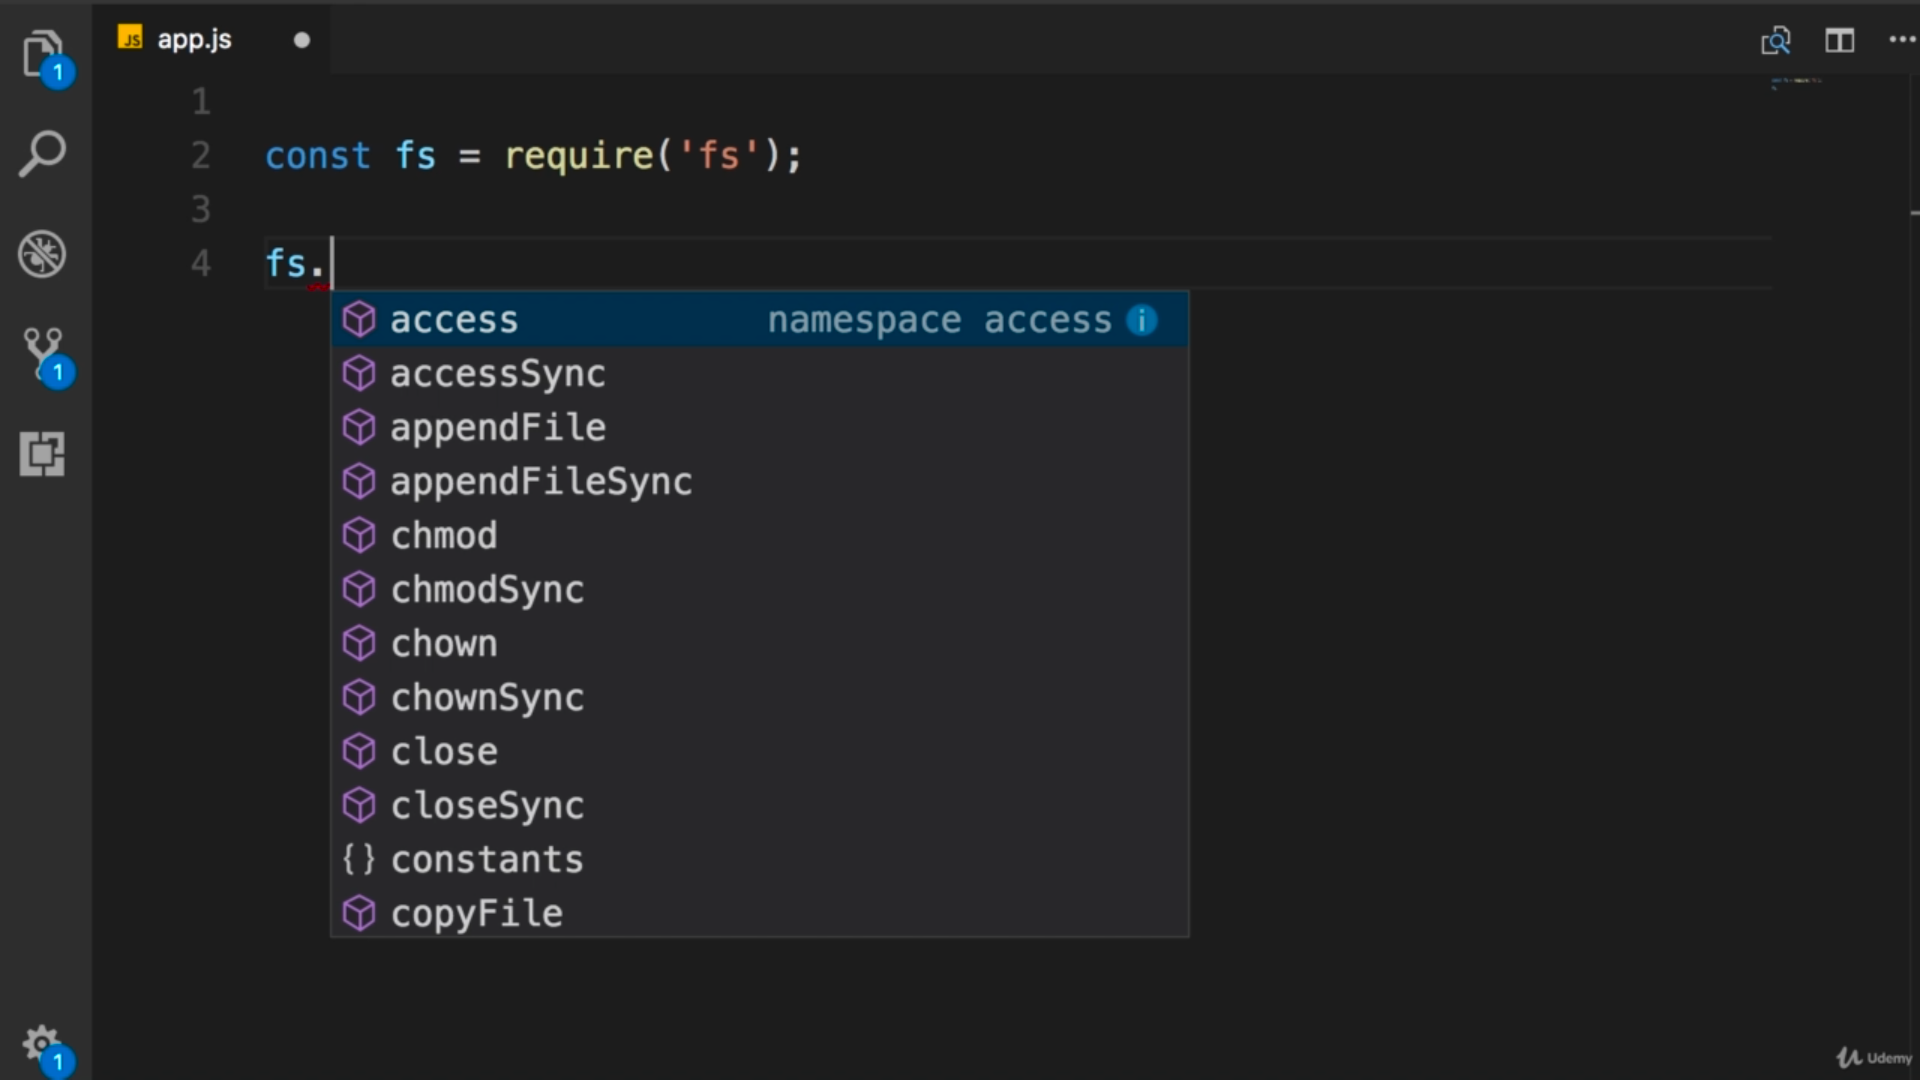 JS app.js
1
1
2 const fs = require('fs');
3
4 fs.
access namespace access i
accessSync
1
appendFile
appendFileSync
chmod
chmodSync
chown
chownSync
close
closeSync
{} constants
copyFile
1
Udemy